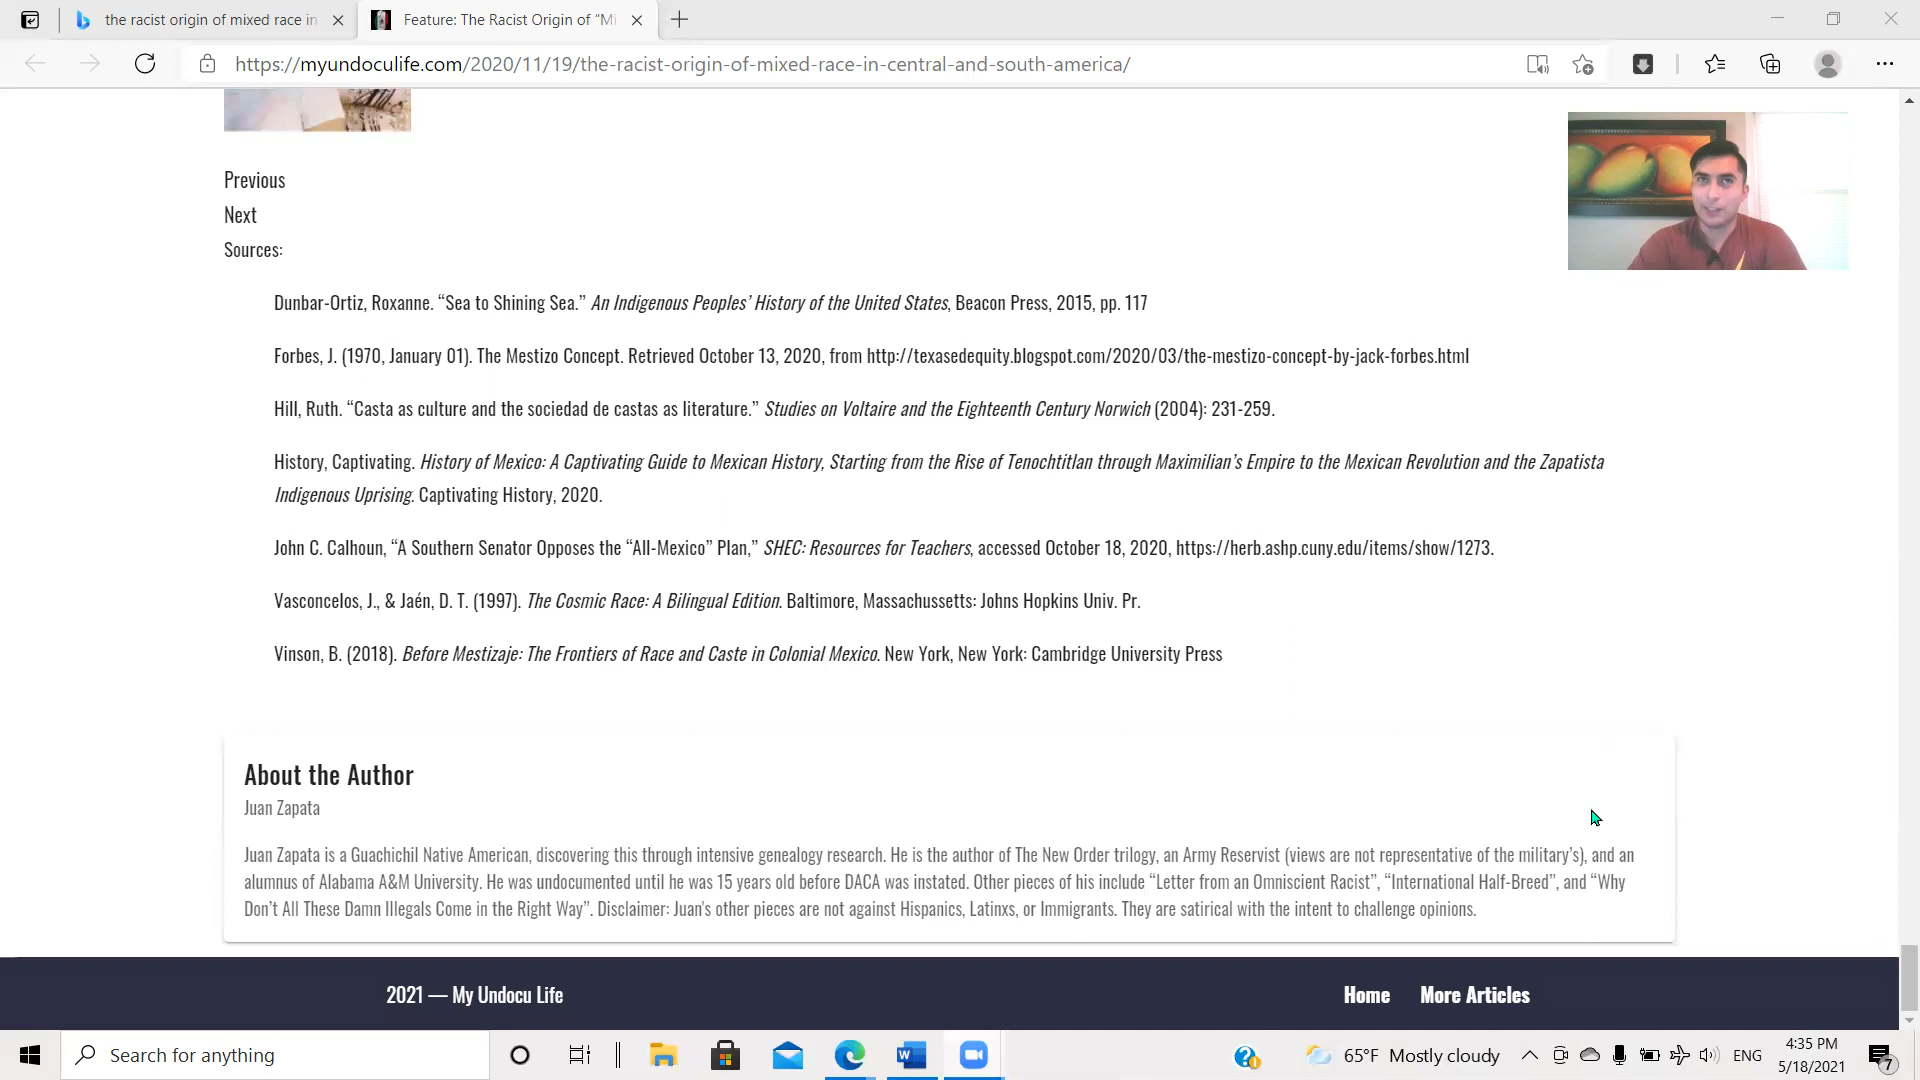 the racist origin of mixed race in
Feature: The Racist Origin of “Mi
https://myundoculife.com/2020/11/19/the-racist-origin-of-mixed-race-in-central-and-south-america/
Previous
Next
Sources:
Dunbar-Ortiz, Roxanne. “Sea to Shining Sea.” An Indigenous Peoples’ History of the United States, Beacon Press, 2015, pp. 117
Forbes, J. (1970, January 01). The Mestizo Concept. Retrieved October 13, 2020, from http://texasedequity.blogspot.com/2020/03/the-mestizo-concept-by-jack-forbes.html
Hill, Ruth. “Casta as culture and the sociedad de castas as literature.” Studies on Voltaire and the Eighteenth Century Norwich (2004): 231-259.
History, Captivating. History of Mexico: A Captivating Guide to Mexican History, Starting from the Rise of Tenochtitlan through Maximilian’s Empire to the Mexican Revolution and the Zapatista
Indigenous Uprising. Captivating History, 2020.
John C. Calhoun, “A Southern Senator Opposes the “All-Mexico” Plan,” SHEC: Resources for Teachers, accessed October 18, 2020, https://herb.ashp.cuny.edu/items/show/1273.
Vasconcelos, J., & Jaén, D. T. (1997). The Cosmic Race: A Bilingual Edition. Baltimore, Massachussetts: Johns Hopkins Univ. Pr.
Vinson, B. (2018). Before Mestizaje: The Frontiers of Race and Caste in Colonial Mexico. New York, New York: Cambridge University Press
About the Author
Juan Zapata
Juan Zapata is a Guachichil Native American, discovering this through intensive genealogy research. He is the author of The New Order trilogy, an Army Reservist (views are not representative of the military’s), and an
alumnus of Alabama A&M University. He was undocumented until he was 15 years old before DACA was instated. Other pieces of his include “Letter from an Omniscient Racist”, “International Half-Breed”, and “Why
Don’t All These Damn Illegals Come in the Right Way”. Disclaimer: Juan's other pieces are not against Hispanics, Latinxs, or Immigrants. They are satirical with the intent to challenge opinions.
2021 — My Undocu Life
Home
More Articles
Search for anything
65°F Mostly cloudy
ENG
4:35 PM
5/18/2021
7